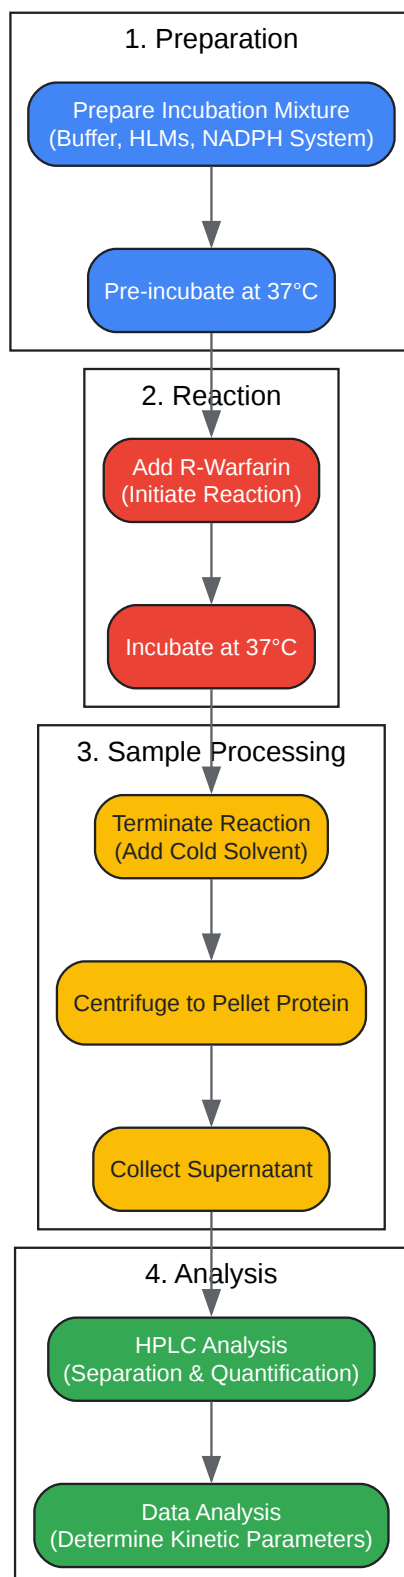 1. Preparation
Prepare Incubation Mixture
(Buffer, HLMs, NADPH System)
Pre-incubate at 37°C
2. Reaction
Add R-Warfarin
(Initiate Reaction)
Incubate at 37°C
3. Sample Processing
Terminate Reaction
(Add Cold Solvent)
Centrifuge to Pellet Protein
Collect Supernatant
4. Analysis
HPLC Analysis
(Separation & Quantification)
Data Analysis
(Determine Kinetic Parameters)